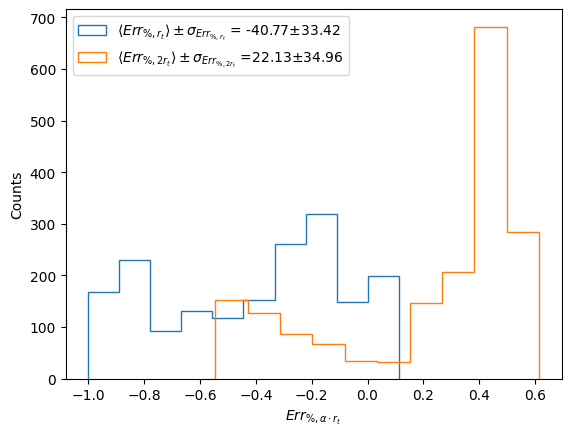 ⟨Err%,rt⟩ ± σErr%,rt = -40.77±33.42
⟨Err%,2rt⟩ ± σErr%,2rt =22.13±34.96
700
600
500
400
300
200
100
0
Counts
−1.0 −0.8 −0.6 −0.4 −0.2 0.0 0.2 0.4 0.6
Err%,α·rt